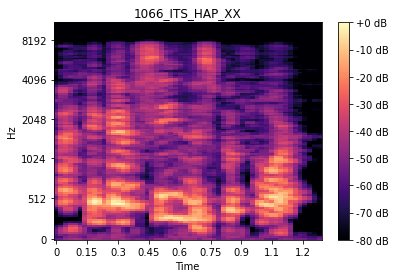 1066_ITS_HAP_XX
8192
4096
2048
1024
512
0
Hz
0 0.15 0.3 0.45 0.6 0.75 0.9 1.1 1.2
Time
+0 dB
-10 dB
-20 dB
-30 dB
-40 dB
-50 dB
-60 dB
-70 dB
-80 dB